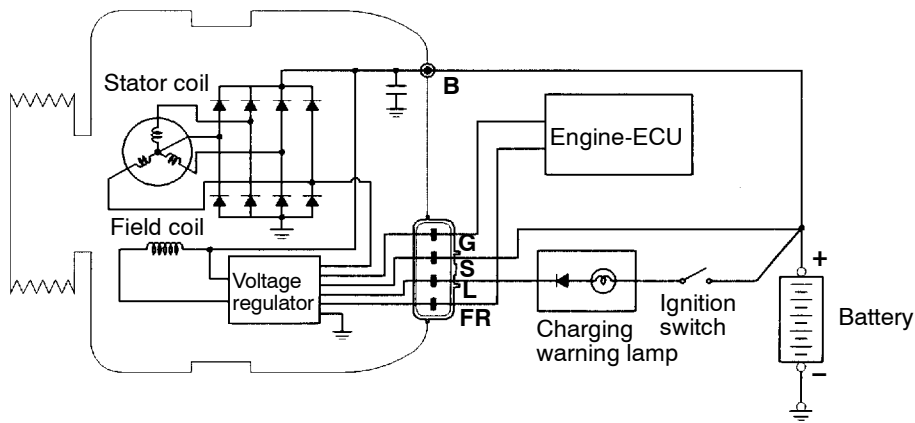 Stator coil
B
Engine-ECU
Field coil
G
S
L
FR
Voltage
regulator
Charging
warning lamp
Ignition
switch
+
Battery
−